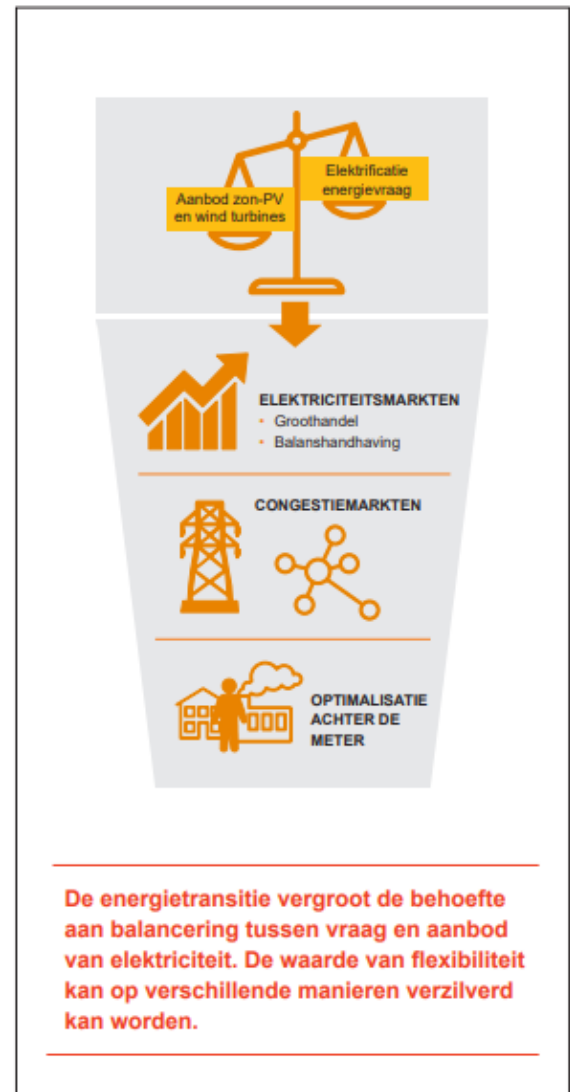 Aanbod zon-PV
en wind turbines
Elektrificatie
energievraag
ELEKTRICITEITSMARKTEN
• Groothandel
• Balanshandhaving
CONGESTIEMARKTEN
OPTIMALISATIE
ACHTER DE
METER
De energietransitie vergroot de behoefte
aan balancering tussen vraag en aanbod
van elektriciteit. De waarde van flexibiliteit
kan op verschillende manieren verzilverd
kan worden.